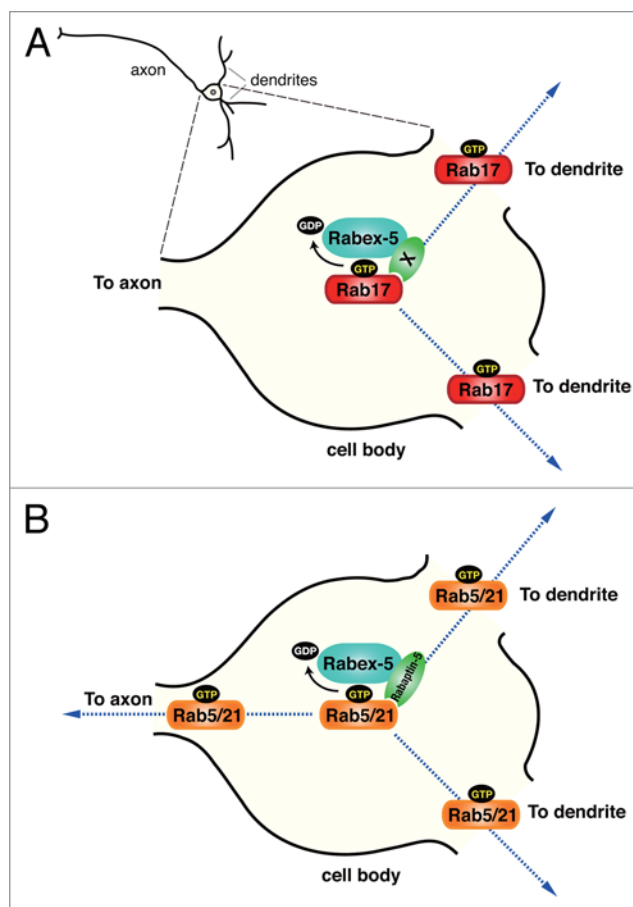 A
axon
dendrites
GTP
Rab17
To dendrite
GDP
Rabex-5
X
GTP
Rab17
To axon
GTP
Rab17
To dendrite
cell body
B
GTP
Rab5/21
To dendrite
GDP
Rabex-5
Rabaptin-5
To axon
GTP
Rab5/21
GTP
Rab5/21
GTP
Rab5/21
To dendrite
cell body